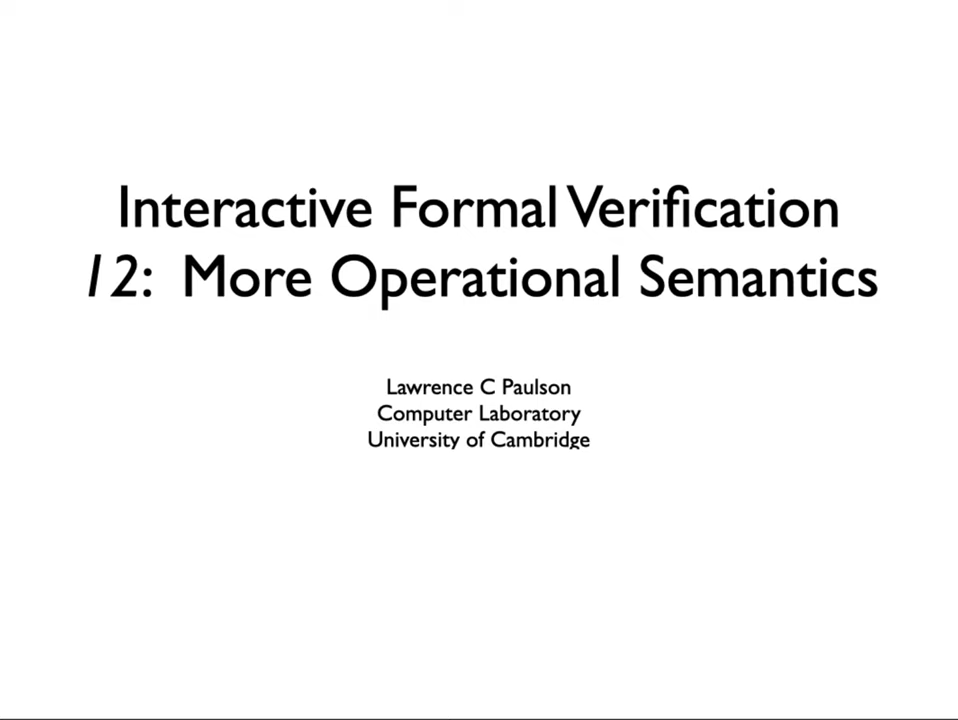 Interactive Formal Verification
12: More Operational Semantics
Lawrence C Paulson
Computer Laboratory
University of Cambridge